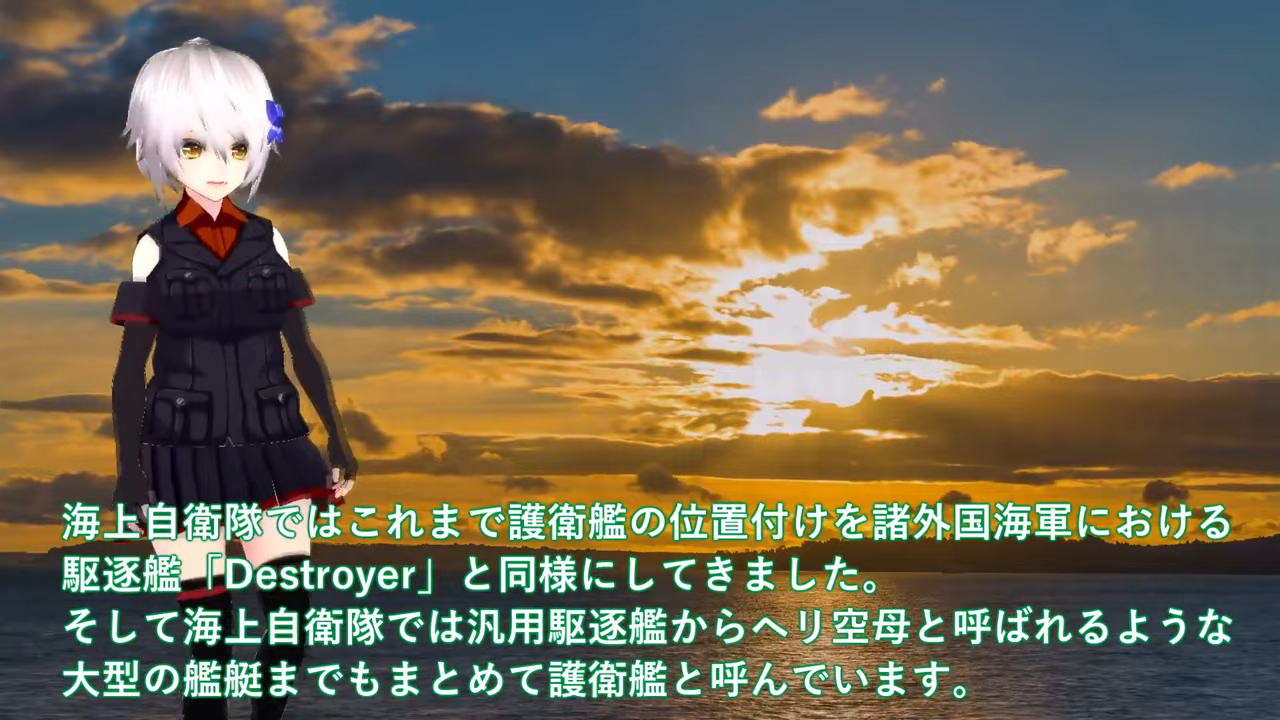 海上自衛隊ではこれまで護衛艦の位置付けを諸外国海軍における
駆逐艦「Destroyer」と同様にしてきました。
そして海上自衛隊では汎用駆逐艦からヘリ空母と呼ばれるような
大型の艦艇までもまとめて護衛艦と呼んでいます。